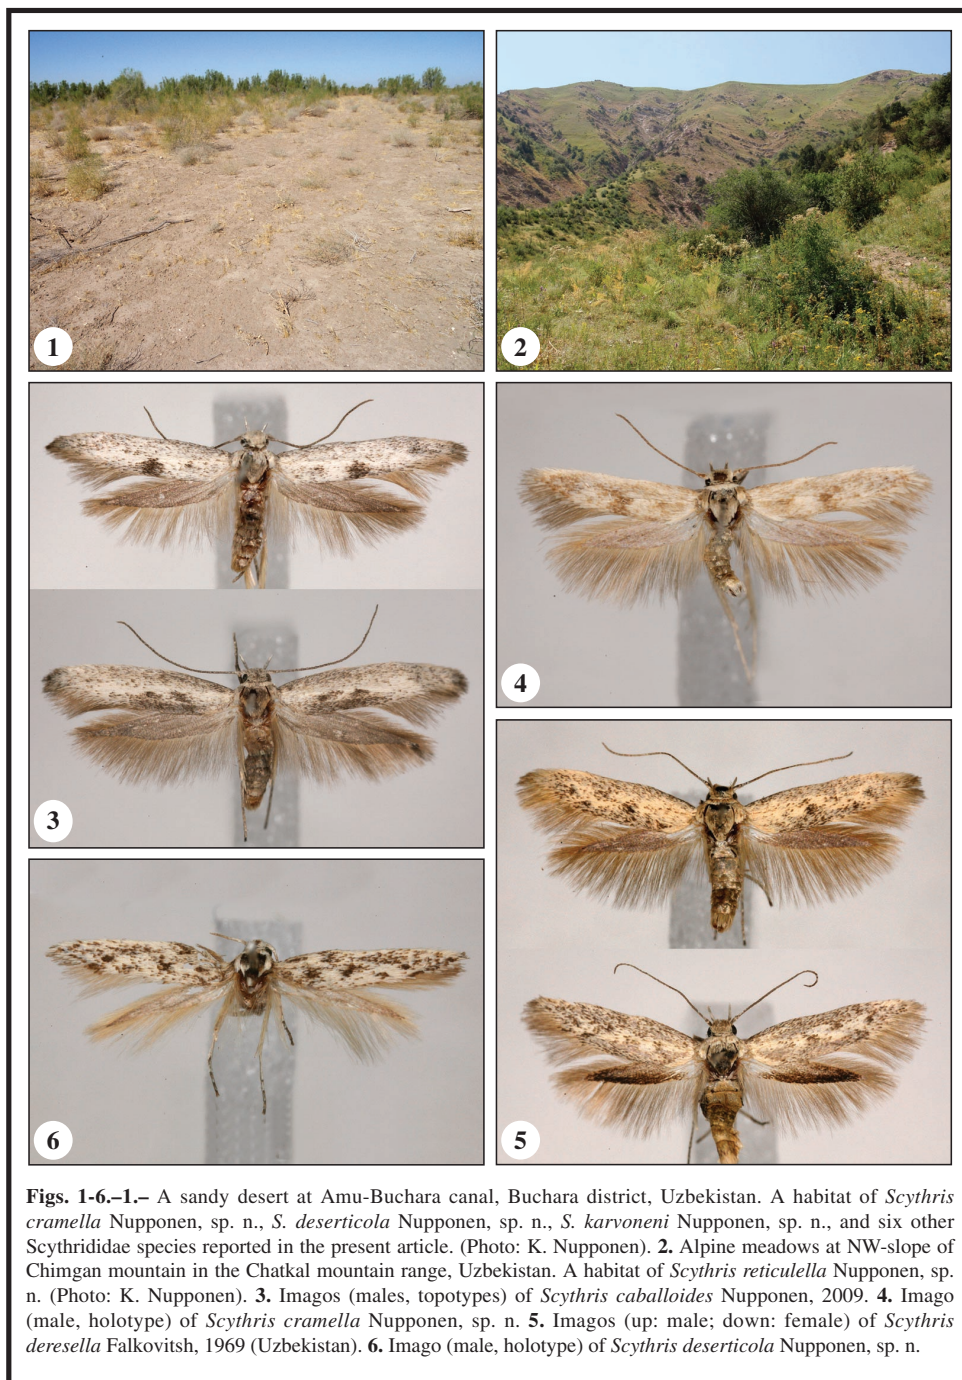 1
2
3
4
5
6
Figs. 1-6.–1.– A sandy desert at Amu-Buchara canal, Buchara district, Uzbekistan. A habitat of Scythris
cramella Nupponen, sp. n., S. deserticola Nupponen, sp. n., S. karvoneni Nupponen, sp. n., and six other
Scythrididae species reported in the present article. (Photo: K. Nupponen). 2. Alpine meadows at NW-slope of
Chimgan mountain in the Chatkal mountain range, Uzbekistan. A habitat of Scythris reticulella Nupponen, sp.
n. (Photo: K. Nupponen). 3. Imagos (males, topotypes) of Scythris caballoides Nupponen, 2009. 4. Imago
(male, holotype) of Scythris cramella Nupponen, sp. n. 5. Imagos (up: male; down: female) of Scythris
deresella Falkovitsh, 1969 (Uzbekistan). 6. Imago (male, holotype) of Scythris deserticola Nupponen, sp. n.